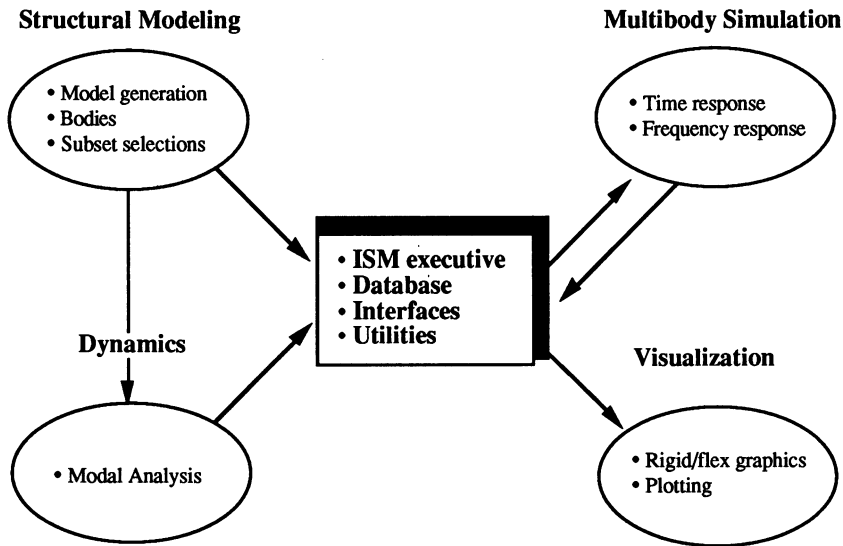 Structural Modeling
• Model generation
• Bodies
• Subset selections
Multibody Simulation
• Time response
• Frequency response
• ISM executive
• Database
• Interfaces
• Utilities
Dynamics
• Modal Analysis
Visualization
• Rigid/flex graphics
• Plotting